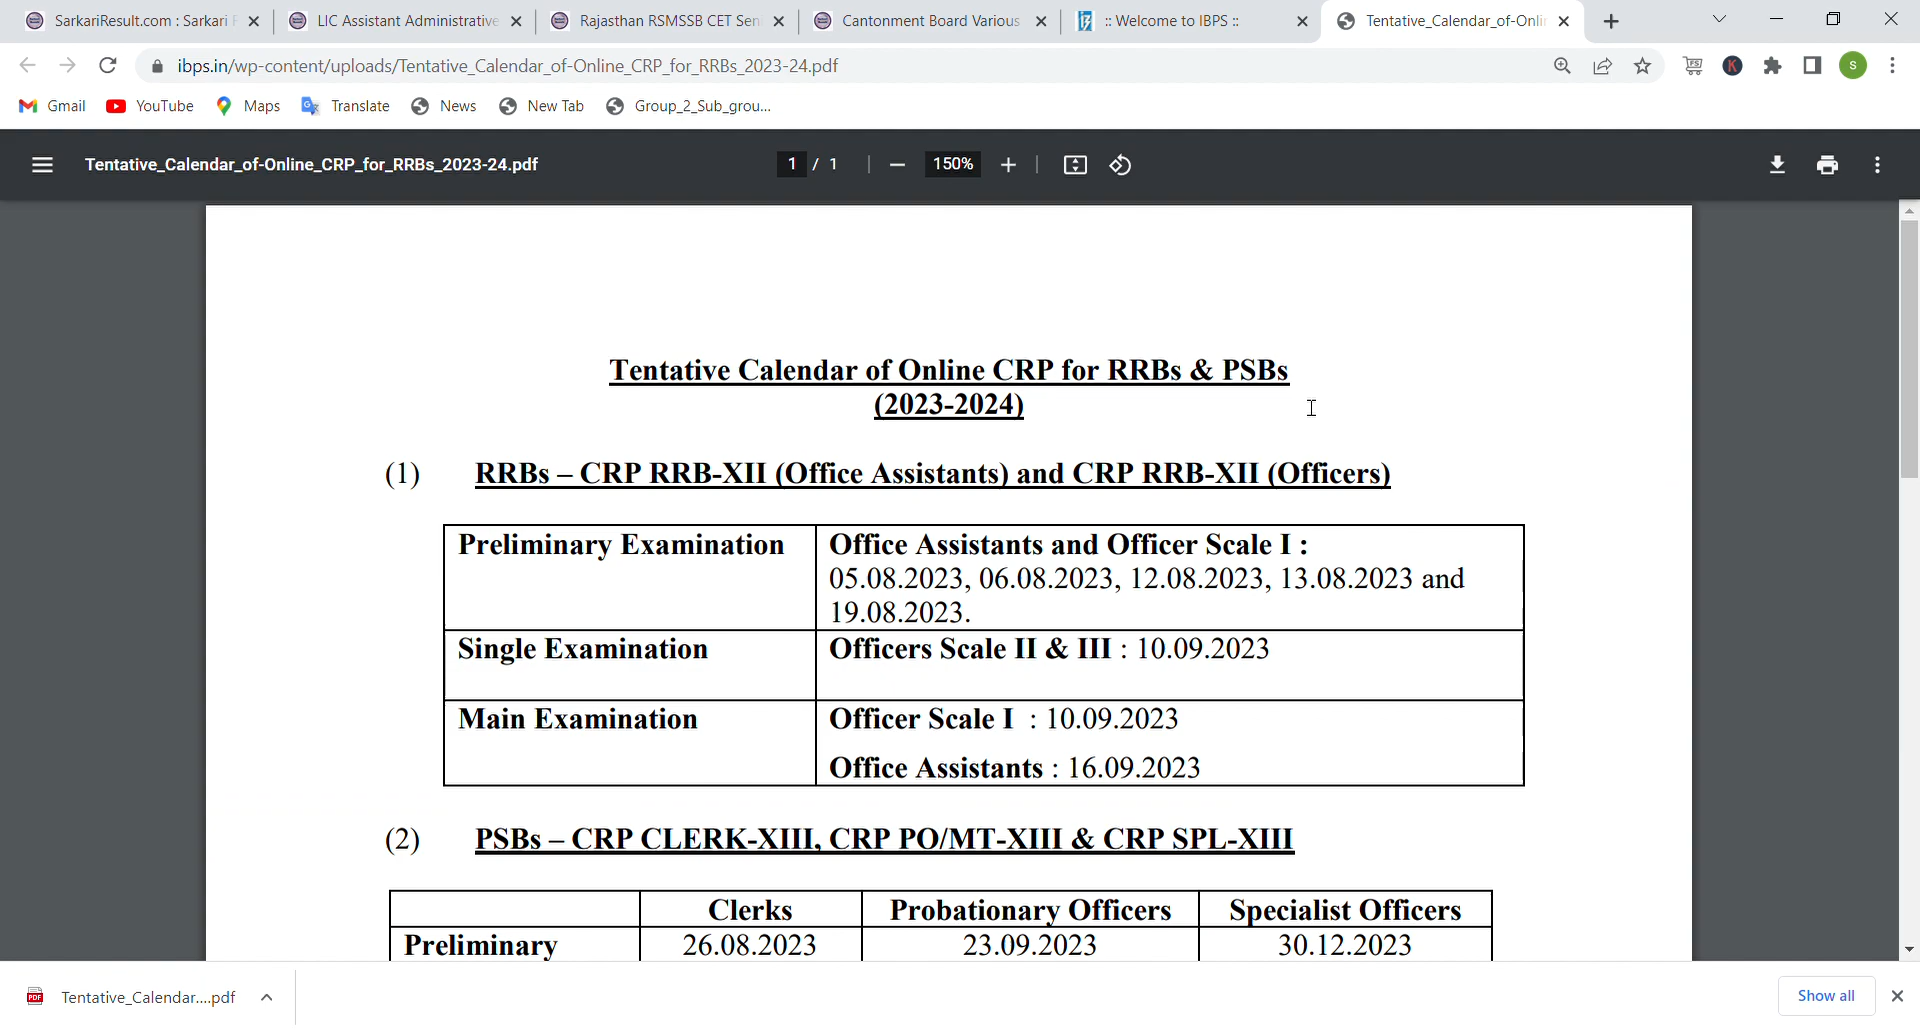 SarkariResult.com : Sarkari
LIC Assistant Administrative
Rajasthan RSMSSB CET Sen
Cantonment Board Various
:: Welcome to IBPS ::
Tentative_Calendar_of-Onli
ibps.in/wp-content/uploads/Tentative_Calendar_of-Online_CRP_for_RRBs_2023-24.pdf
S
Gmail
YouTube
Maps
Translate
News
New Tab
Group_2_Sub_grou...
Tentative_Calendar_of-Online_CRP_for_RRBs_2023-24.pdf
1 / 1
150%
Tentative Calendar of Online CRP for RRBs & PSBs
(2023-2024)
(1) RRBs – CRP RRB-XII (Office Assistants) and CRP RRB-XII (Officers)
Preliminary Examination
Office Assistants and Officer Scale I :
05.08.2023, 06.08.2023, 12.08.2023, 13.08.2023 and
19.08.2023.
Single Examination
Officers Scale II & III : 10.09.2023
Main Examination
Officer Scale I : 10.09.2023
Office Assistants : 16.09.2023
(2) PSBs – CRP CLERK-XIII, CRP PO/MT-XIII & CRP SPL-XIII
Clerks Probationary Officers Specialist Officers
Preliminary 26.08.2023 23.09.2023 30.12.2023
PDF
Tentative_Calendar....pdf
Show all